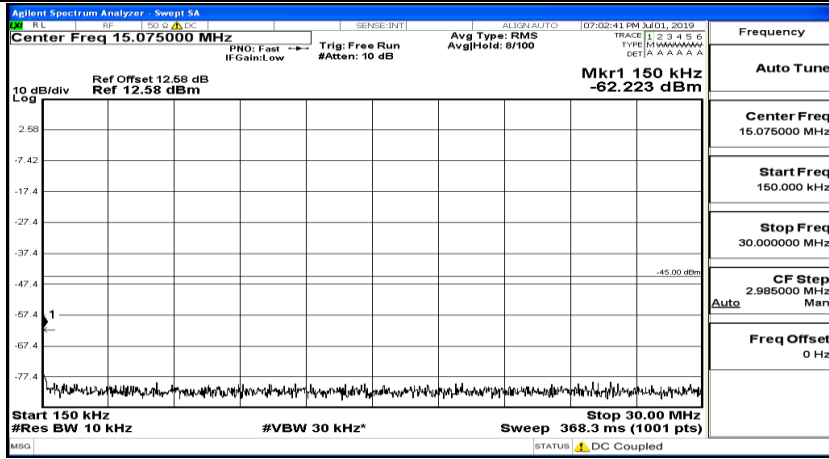 Agilent Spectrum Analyzer - Swept SA
RL RF 50 Ω DC SENSE:INT ALIGN AUTO 07:02:41 PM Jul 01, 2019
Center Freq 15.075000 MHz
PNO: Fast
IFGain:Low
Trig: Free Run
#Atten: 10 dB
Avg Type: RMS
Avg|Hold: 8/100
TRACE 1 2 3 4 5 6
TYPE M W W W W W
DET A A A A A A
Frequency
Auto Tune
Center Freq
15.075000 MHz
Start Freq
150.000 kHz
Stop Freq
30.000000 MHz
CF Step
2.985000 MHz
Auto Man
Freq Offset
0 Hz
Mkr1 150 kHz
-62.223 dBm
Ref Offset 12.58 dB
10 dB/div Ref 12.58 dBm
Log
2.58
-7.42
-17.4
-27.4
-37.4
-45.00 dBm
-47.4
-57.4
1
-67.4
-77.4
Start 150 kHz Stop 30.00 MHz
#Res BW 10 kHz #VBW 30 kHz* Sweep 368.3 ms (1001 pts)
MSG STATUS DC Coupled